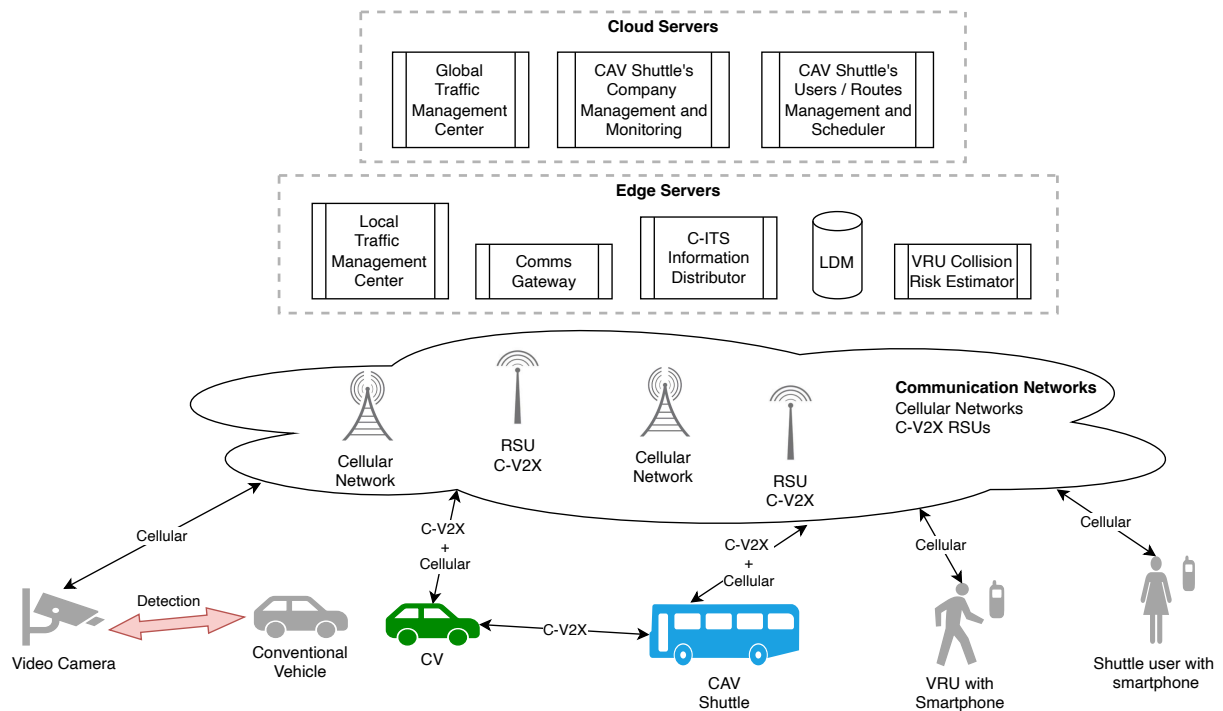 Cloud Servers
Global
Traffic
Management
Center
CAV Shuttle's
Company
Management and
Monitoring
CAV Shuttle's
Users / Routes
Management and
Scheduler
Edge Servers
Local
Traffic
Management
Center
Comms
Gateway
C-ITS
Information
Distributor
LDM
VRU Collision
Risk Estimator
Communication Networks
Cellular Networks
C-V2X RSUs
Cellular
Network
RSU
C-V2X
Cellular
Network
RSU
C-V2X
Cellular
C-V2X
+
Cellular
C-V2X
+
Cellular
Cellular
Cellular
Detection
C-V2X
Video Camera
Conventional
Vehicle
CV
CAV
Shuttle
VRU with
Smartphone
Shuttle user with
smartphone